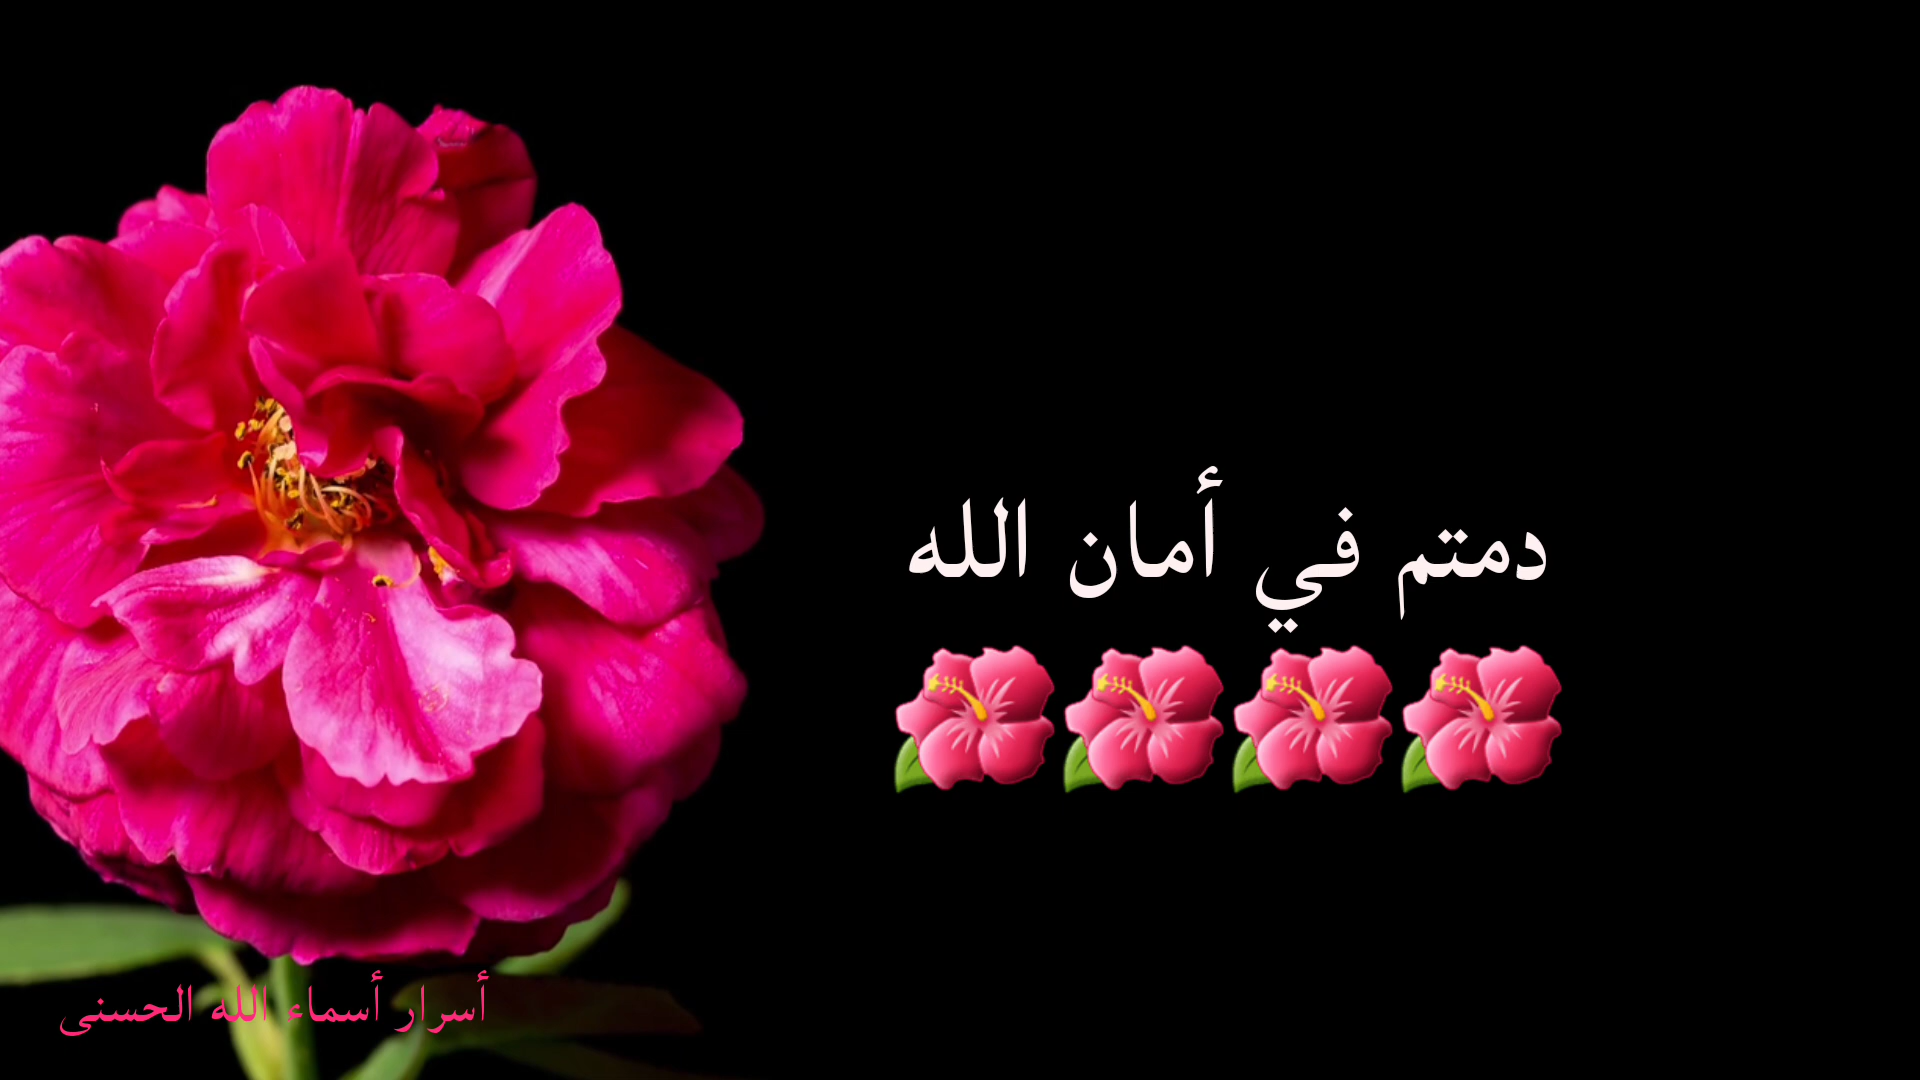 دمتم في أمان الله
🌺🌺🌺🌺
أسرار أسماء الله الحسنى